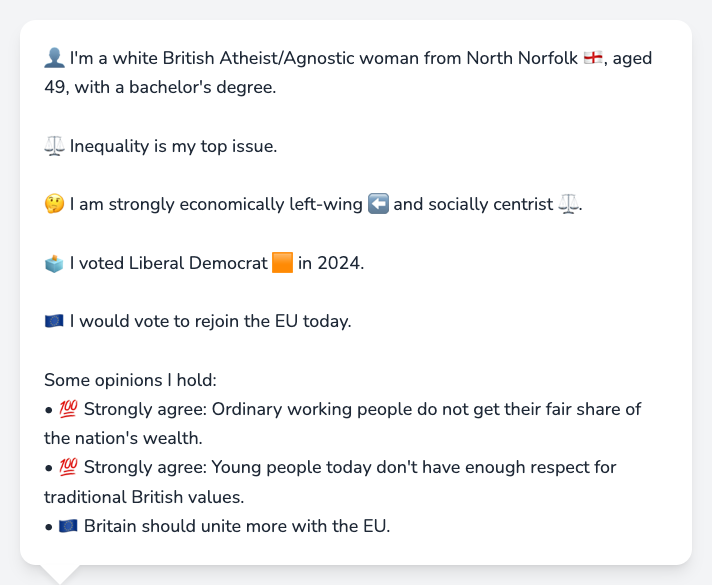 👤 I'm a white British Atheist/Agnostic woman from North Norfolk 🏴󠁧󠁢󠁥󠁮󠁧󠁿, aged
49, with a bachelor's degree.
⚖️ Inequality is my top issue.
🤔 I am strongly economically left-wing ⬅️ and socially centrist ⚖️.
🗳️ I voted Liberal Democrat 🟧 in 2024.
🇪🇺 I would vote to rejoin the EU today.
Some opinions I hold:
• 💯 Strongly agree: Ordinary working people do not get their fair share of
the nation's wealth.
• 💯 Strongly agree: Young people today don't have enough respect for
traditional British values.
• 🇪🇺 Britain should unite more with the EU.